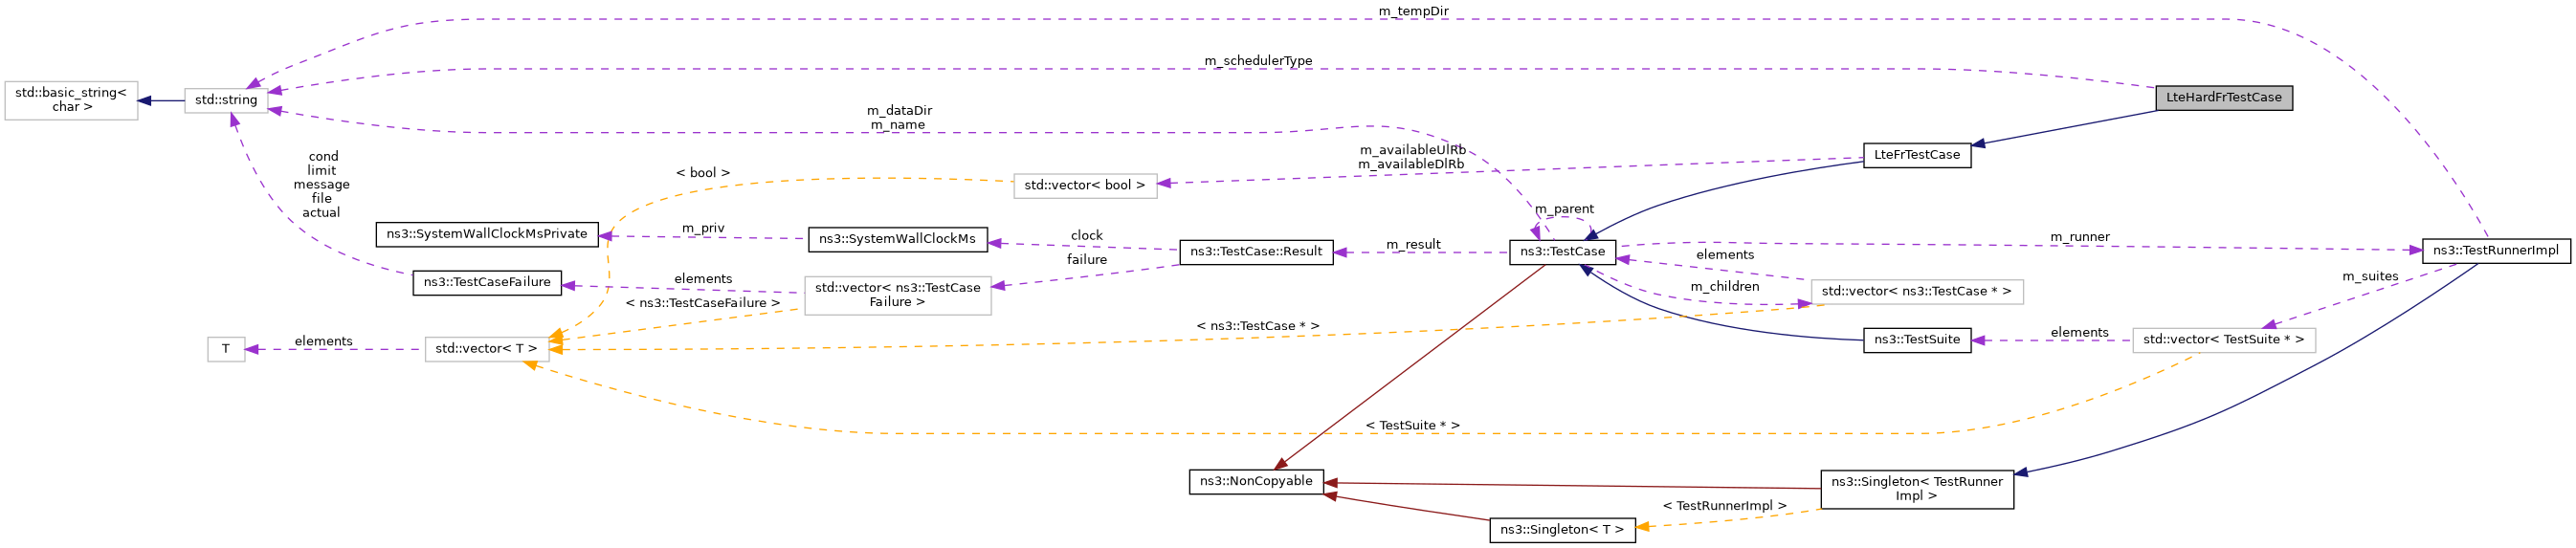 m_tempDir
m_schedulerType
std::basic_string<
char >
std::string
LteHardFrTestCase
m_dataDir
m_name
cond
limit
message
file
actual
< bool >
m_availableUlRb
m_availableDlRb
LteFrTestCase
std::vector< bool >
m_parent
ns3::SystemWallClockMsPrivate
m_priv
ns3::SystemWallClockMs
clock
failure
ns3::TestCase::Result
m_result
ns3::TestCase
m_runner
ns3::TestRunnerImpl
elements
m_children
std::vector< ns3::TestCase * >
m_suites
ns3::TestCaseFailure
elements
< ns3::TestCaseFailure >
std::vector< ns3::TestCase
Failure >
< ns3::TestCase * >
T
elements
std::vector< T >
ns3::TestSuite
elements
std::vector< TestSuite * >
< TestSuite * >
ns3::NonCopyable
ns3::Singleton< TestRunner
Impl >
< TestRunnerImpl >
ns3::Singleton< T >